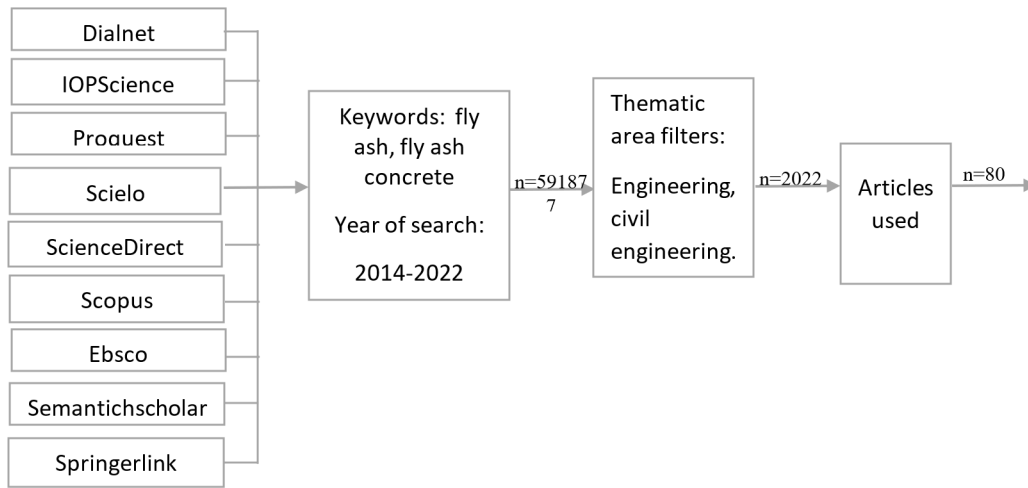 Dialnet
IOPScience
Proquest
Scielo
ScienceDirect
Scopus
Ebsco
Semantichscholar
Springerlink
Keywords: fly
ash, fly ash
concrete
Year of search:
2014-2022
n=59187
7
Thematic
area filters:
Engineering,
civil
engineering.
n=2022
Articles
used
n=80